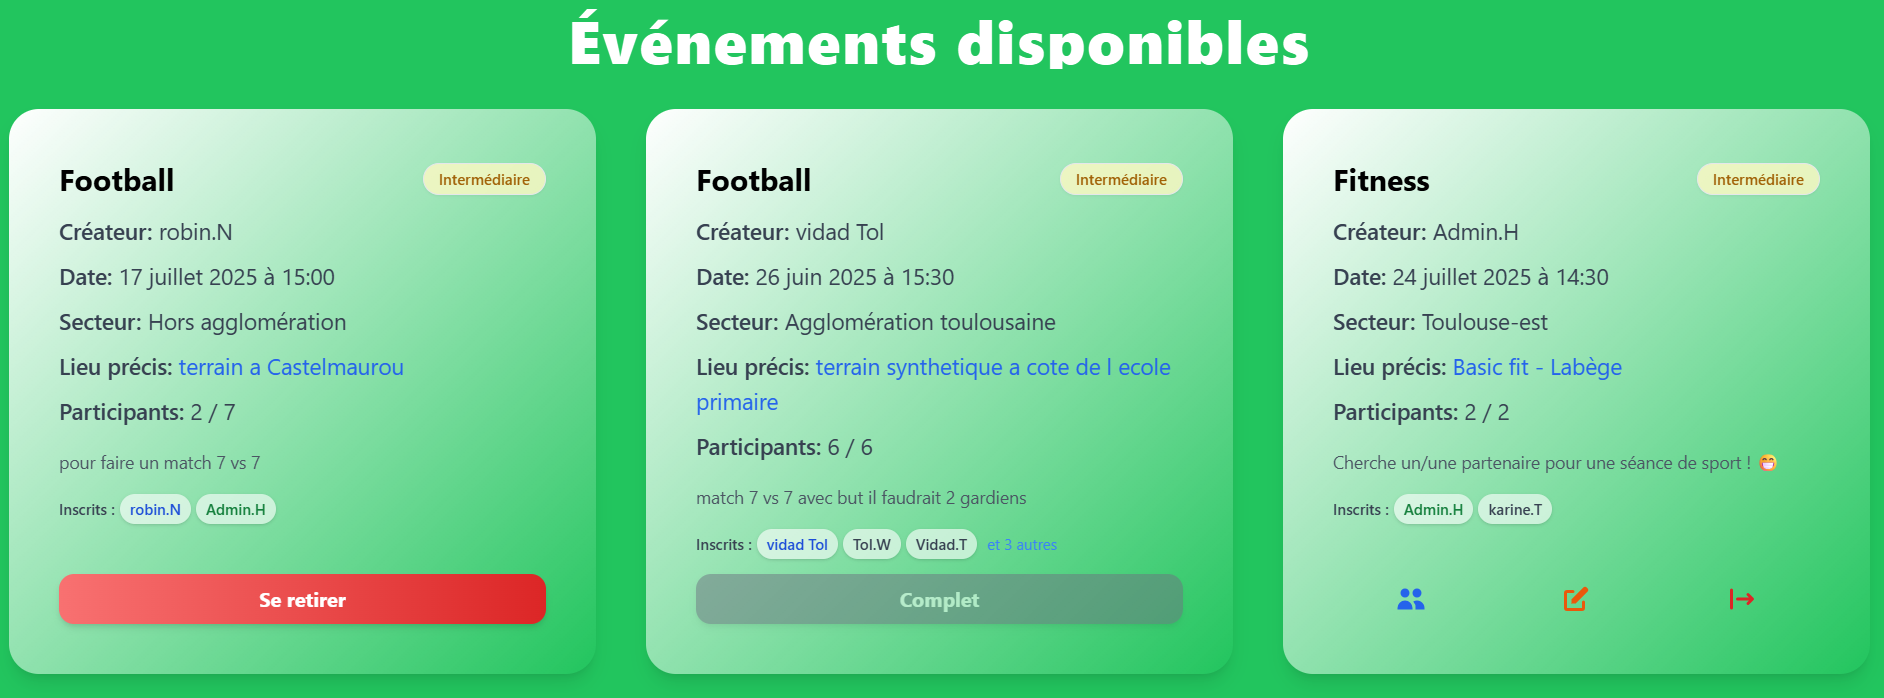 Événements disponibles
Football
Intermédiaire
Créateur: robin.N
Date: 17 juillet 2025 à 15:00
Secteur: Hors agglomération
Lieu précis: terrain a Castelmaurou
Participants: 2 / 7
pour faire un match 7 vs 7
Inscrits : robin.N Admin.H
Se retirer
Football
Intermédiaire
Créateur: vidad Tol
Date: 26 juin 2025 à 15:30
Secteur: Agglomération toulousaine
Lieu précis: terrain synthetique a cote de l ecole
primaire
Participants: 6 / 6
match 7 vs 7 avec but il faudrait 2 gardiens
Inscrits : vidad Tol Tol.W Vidad.T et 3 autres
Complet
Fitness
Intermédiaire
Créateur: Admin.H
Date: 24 juillet 2025 à 14:30
Secteur: Toulouse-est
Lieu précis: Basic fit - Labège
Participants: 2 / 2
Cherche un/une partenaire pour une séance de sport ! 😁
Inscrits : Admin.H karine.T